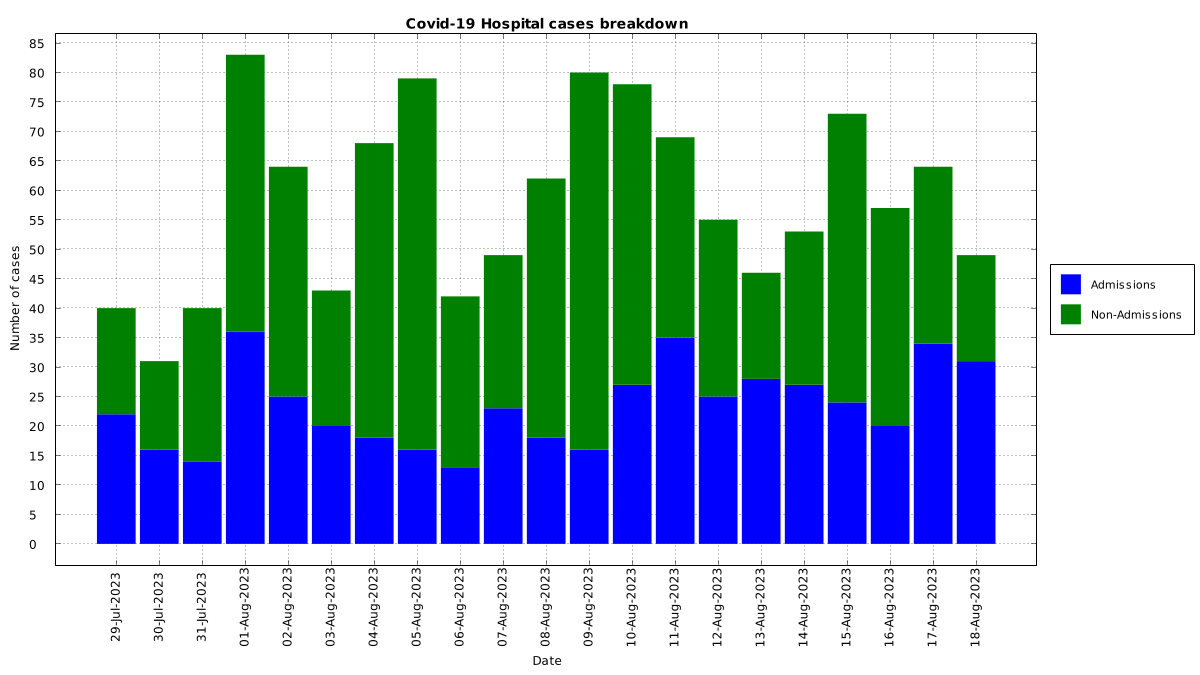 Covid-19 Hospital cases breakdown
85
80
75
70
65
60
55
50
45
40
35
30
25
20
15
10
5
0
Number of cases
29-Jul-2023
30-Jul-2023
31-Jul-2023
01-Aug-2023
02-Aug-2023
03-Aug-2023
04-Aug-2023
05-Aug-2023
06-Aug-2023
07-Aug-2023
08-Aug-2023
09-Aug-2023
10-Aug-2023
11-Aug-2023
12-Aug-2023
13-Aug-2023
14-Aug-2023
15-Aug-2023
16-Aug-2023
17-Aug-2023
18-Aug-2023
Date
Admissions
Non-Admissions